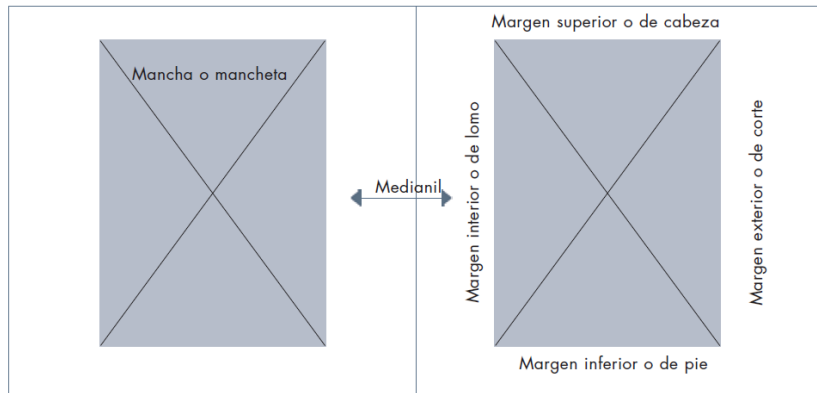 Margen superior o de cabeza
Mancha o mancheta
Medianil
Margen interior o de lomo
Margen exterior o de corte
Margen inferior o de pie